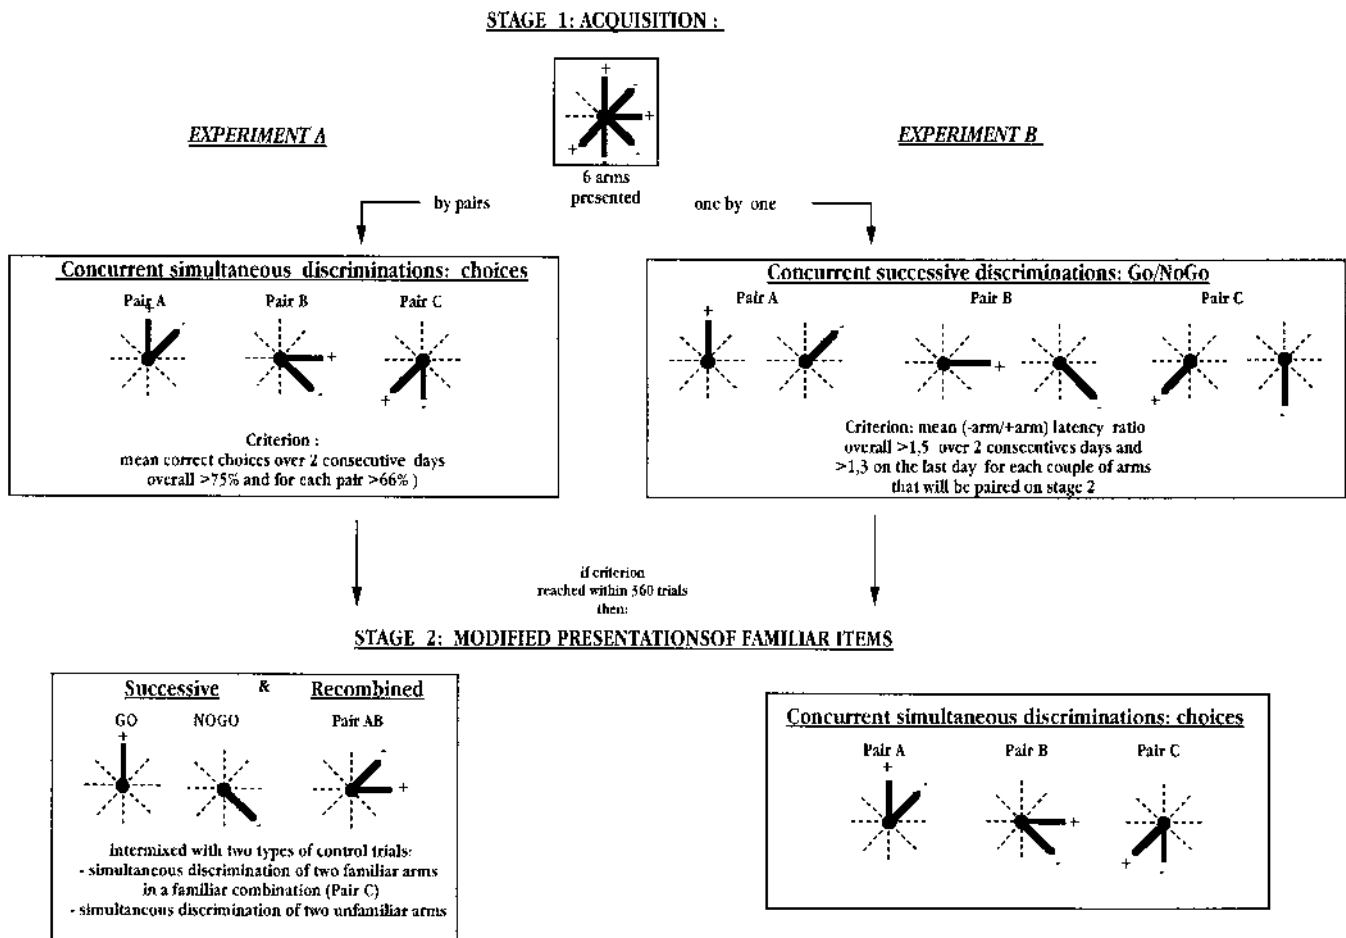 STAGE 1: ACQUISITION :
+
-
+
+
-
-
EXPERIMENT A
EXPERIMENT B
6 arms
presented
by pairs
one by one
Concurrent simultaneous discriminations: choices
Pair A
Pair B
Pair C
+
-
+
-
+
-
Criterion :
mean correct choices over 2 consecutive days
overall >75% and for each pair >66% )
Concurrent successive discriminations: Go/NoGo
Pair A
Pair B
Pair C
+
-
+
-
+
-
Criterion: mean (-arm/+arm) latency ratio
overall >1,5 over 2 consecutives days and
>1,3 on the last day for each couple of arms
that will be paired on stage 2
if criterion
reached within 360 trials
then:
STAGE 2: MODIFIED PRESENTATIONSOF FAMILIAR ITEMS
Successive & Recombined
GO
NOGO
Pair AB
+
-
-
+
intermixed with two types of control trials:
- simultaneous discrimination of two familiar arms
in a familiar combination (Pair C)
- simultaneous discrimination of two unfamiliar arms
Concurrent simultaneous discriminations: choices
Pair A
Pair B
Pair C
+
-
+
-
+
-